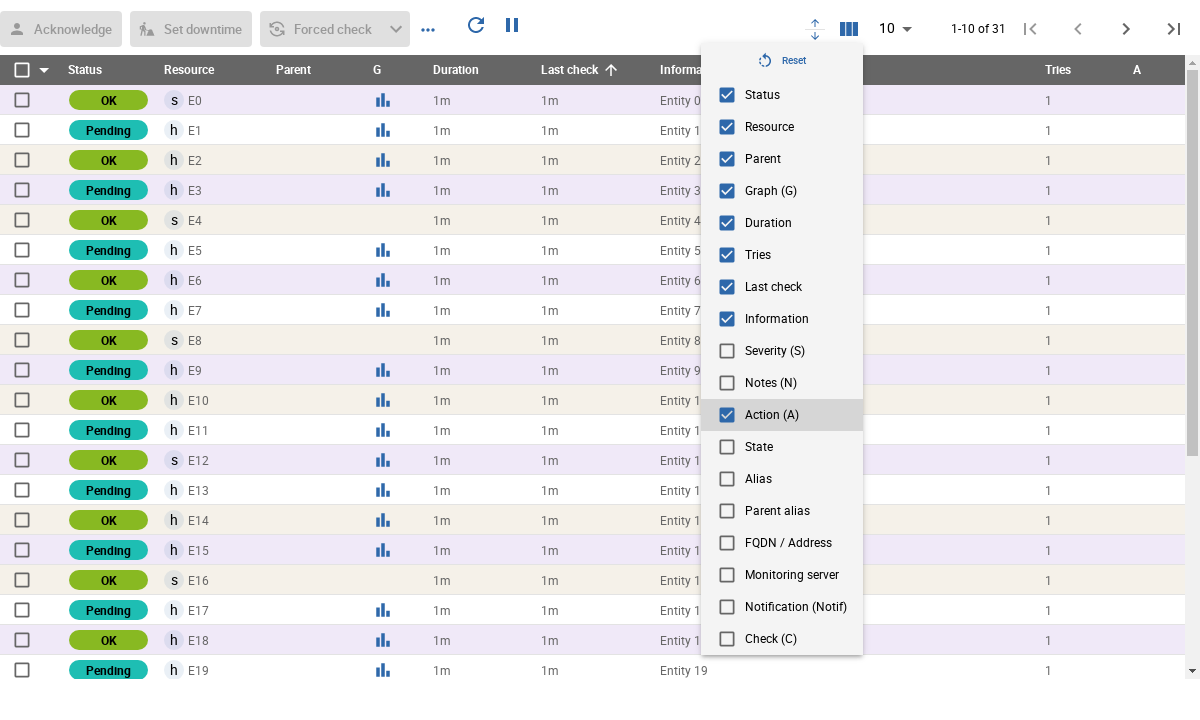 Acknowledge Set downtime Forced check 10 1-10 of 31
Status Resource Parent G Duration Last check Informa Tries A
Reset
OK s E0 1m 1m Entity 0 1
Pending h E1 1m 1m Entity 1 1
OK h E2 1m 1m Entity 2 1
Pending h E3 1m 1m Entity 3 1
OK s E4 1m 1m Entity 4 1
Pending h E5 1m 1m Entity 5 1
OK h E6 1m 1m Entity 6 1
Pending h E7 1m 1m Entity 7 1
OK s E8 1m 1m Entity 8 1
Pending h E9 1m 1m Entity 9 1
OK h E10 1m 1m Entity 1 1
Pending h E11 1m 1m Entity 1 1
OK s E12 1m 1m Entity 1 1
Pending h E13 1m 1m Entity 1 1
OK h E14 1m 1m Entity 1 1
Pending h E15 1m 1m Entity 1 1
OK s E16 1m 1m Entity 1 1
Pending h E17 1m 1m Entity 1 1
OK h E18 1m 1m Entity 1 1
Pending h E19 1m 1m Entity 19 1
Status
Resource
Parent
Graph (G)
Duration
Tries
Last check
Information
Severity (S)
Notes (N)
Action (A)
State
Alias
Parent alias
FQDN / Address
Monitoring server
Notification (Notif)
Check (C)